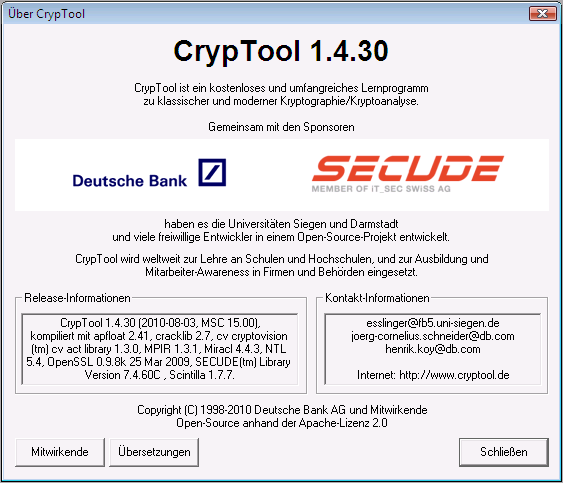 Über CrypTool
CrypTool 1.4.30
CrypTool ist ein kostenloses und umfangreiches Lernprogramm
zu klassischer und moderner Kryptographie/Kryptoanalyse.
Gemeinsam mit den Sponsoren
Deutsche Bank
SECUDE
MEMBER OF iT_SEC SWiSS AG
haben es die Universitäten Siegen und Darmstadt
und viele freiwillige Entwickler in einem Open-Source-Projekt entwickelt.
CrypTool wird weltweit zur Lehre an Schulen und Hochschulen, und zur Ausbildung und
Mitarbeiter-Awareness in Firmen und Behörden eingesetzt.
Release-Informationen
CrypTool 1.4.30 (2010-08-03, MSC 15.00),
kompiliert mit apfloat 2.41, cracklib 2.7, cv cryptovision
(tm) cv act library 1.3.0, MPIR 1.3.1, Miracl 4.4.3, NTL
5.4, OpenSSL 0.9.8k 25 Mar 2009, SECUDE(tm) Library
Version 7.4.60C , Scintilla 1.7.7.
Kontakt-Informationen
esslinger@fb5.uni-siegen.de
joerg-cornelius.schneider@db.com
henrik.koy@db.com
Internet: http://www.cryptool.de
Copyright (C) 1998-2010 Deutsche Bank AG und Mitwirkende
Open-Source anhand der Apache-Lizenz 2.0
Mitwirkende
Übersetzungen
Schließen